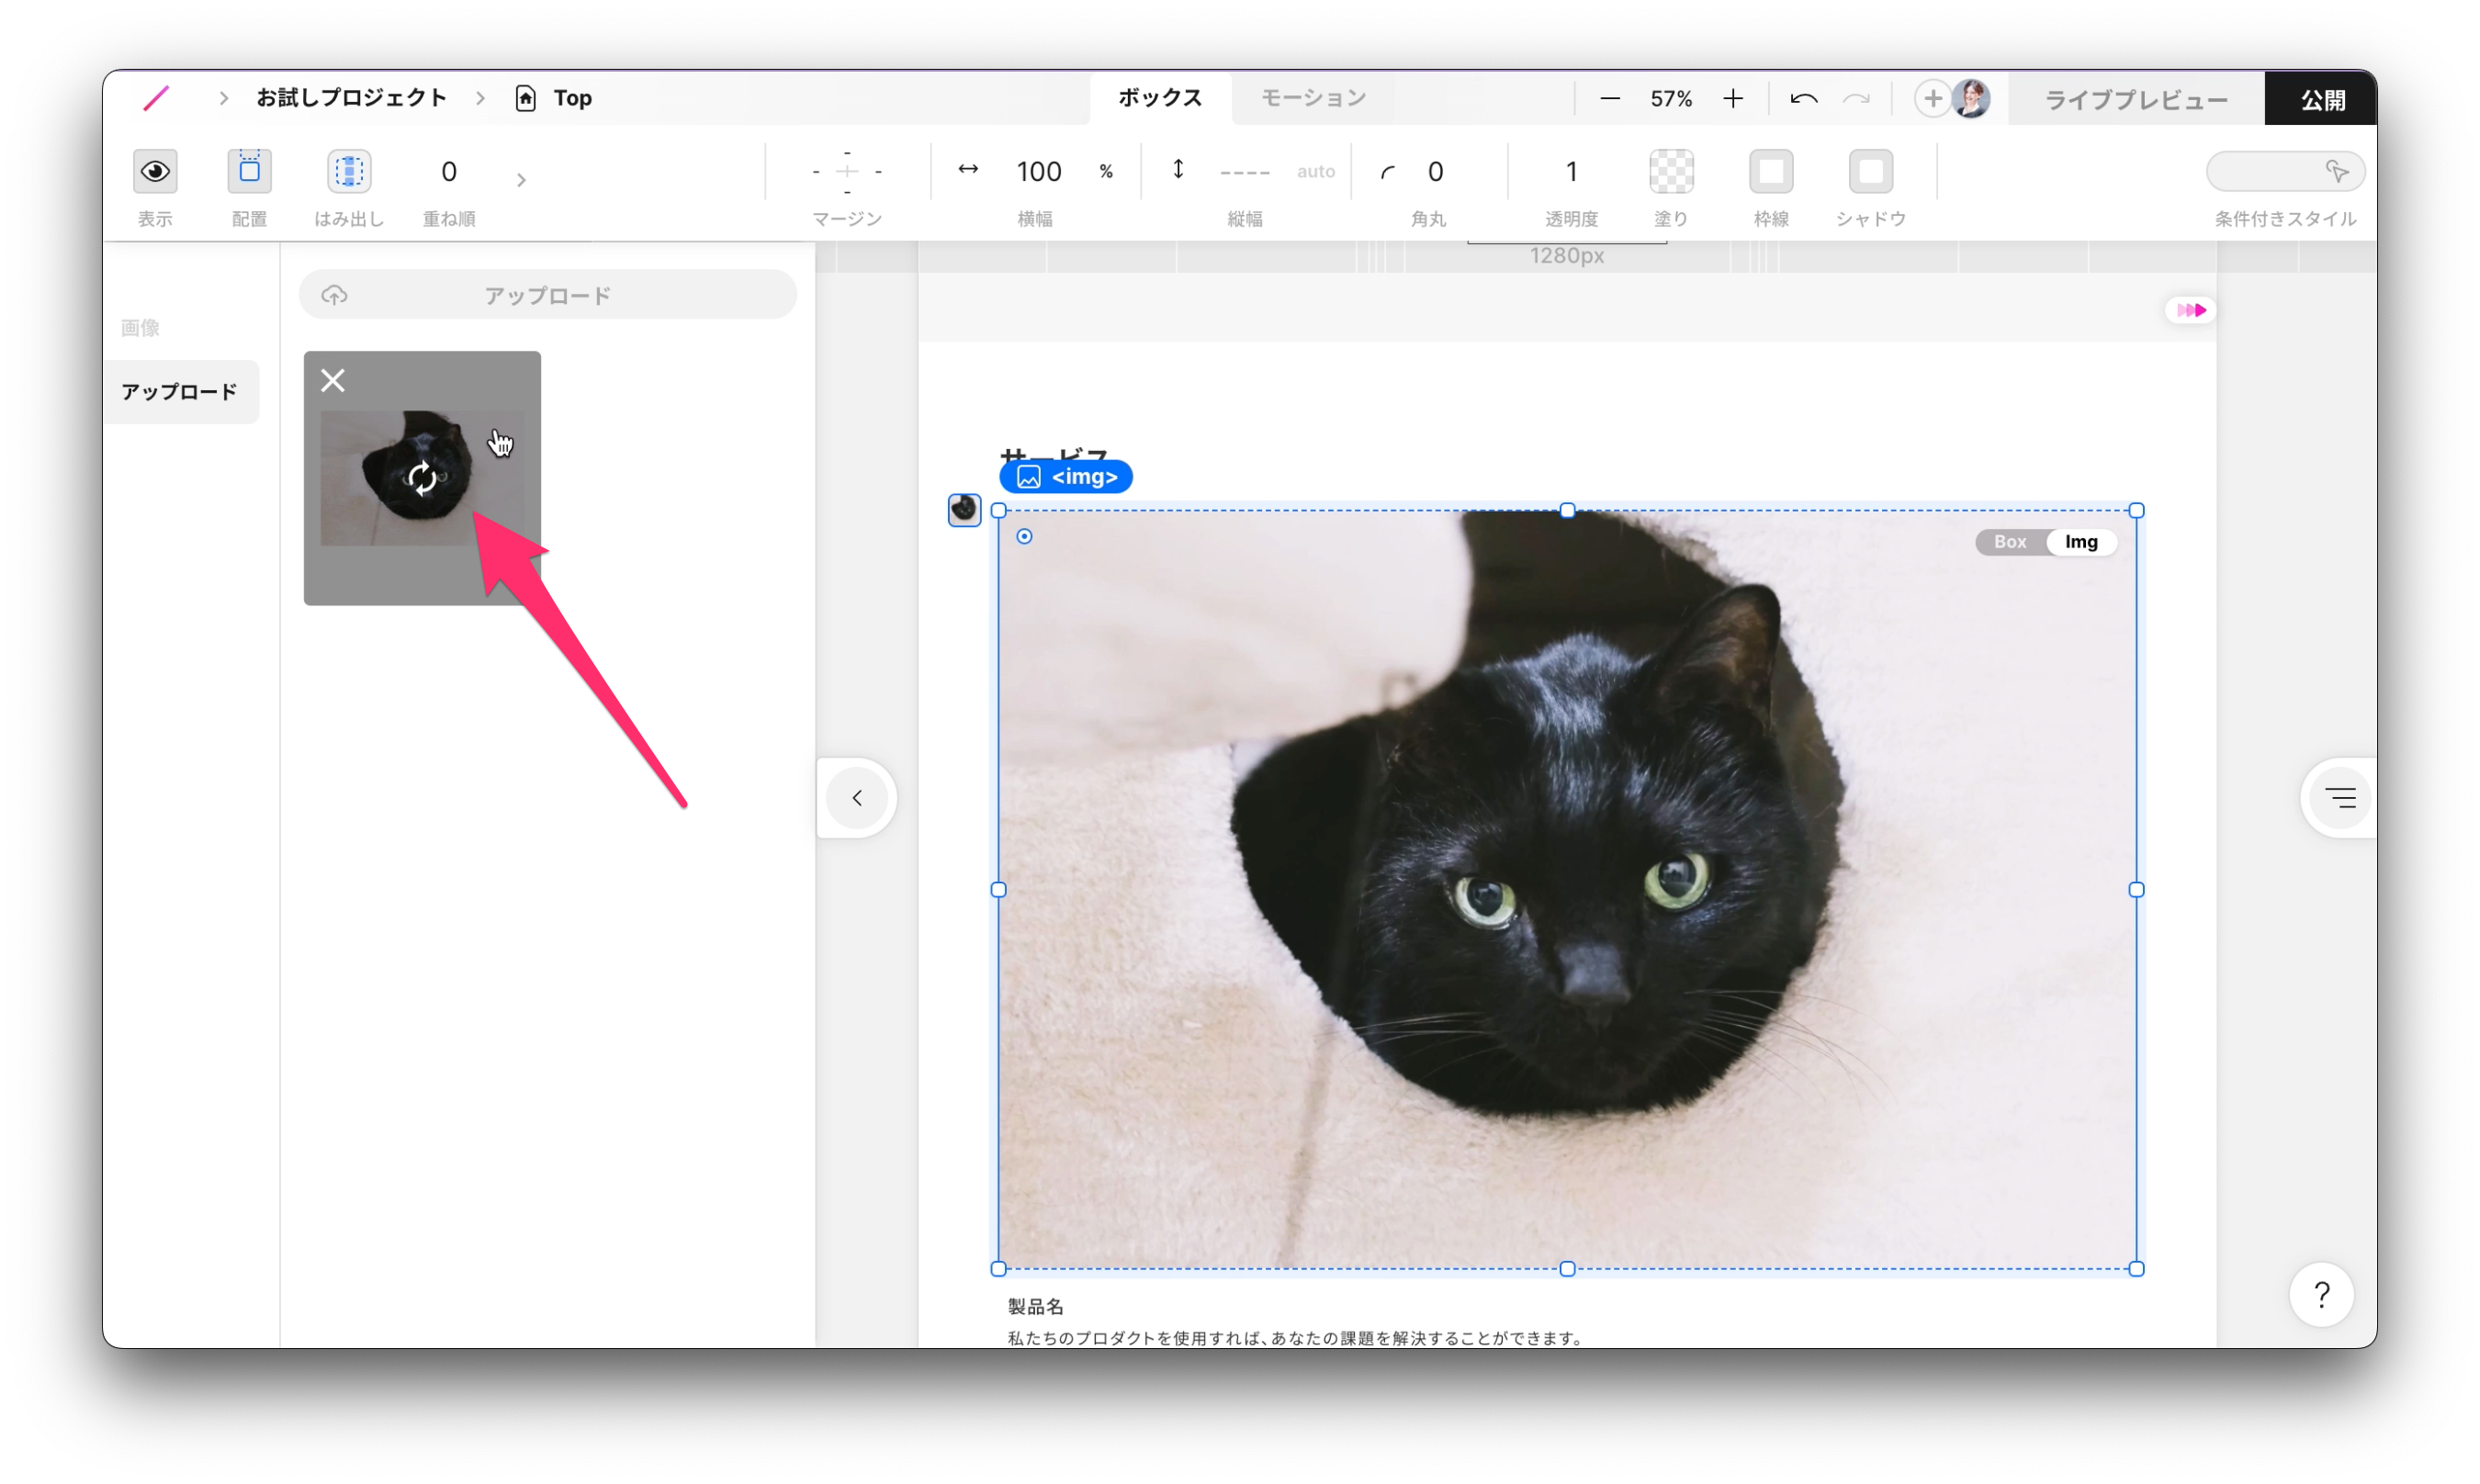 お試しプロジェクト
Top
ボックス
モーション
57%
ライブプレビュー
公開
0
100
%
----
auto
0
1
表示
配置
はみ出し
重ね順
マージン
横幅
縦幅
角丸
透明度
塗り
枠線
シャドウ
条件付きスタイル
1280px
アップロード
画像
アップロード
サービス
<img>
Box
Img
製品名
私たちのプロダクトを使用すれば、あなたの課題を解決することができます。
?